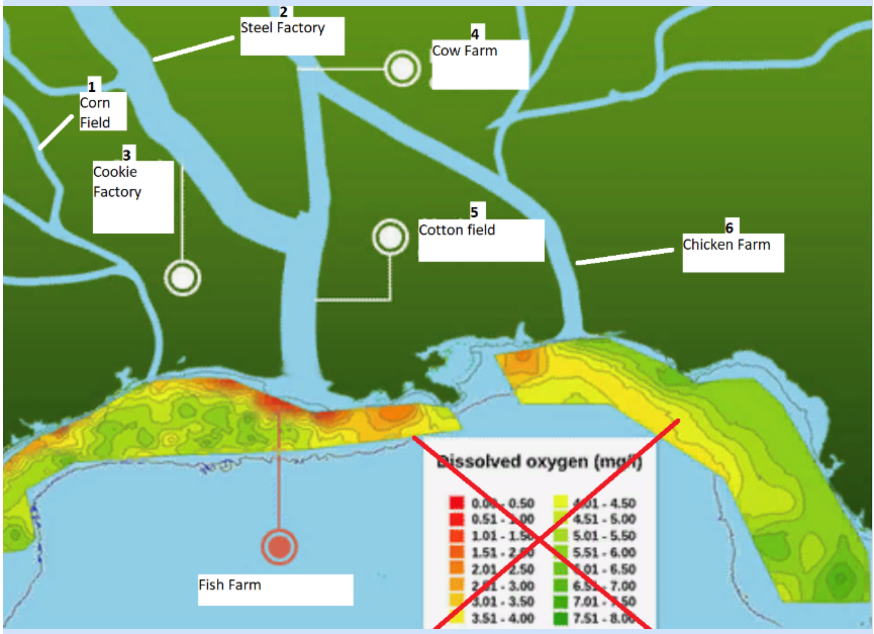 2
Steel Factory
4
Cow Farm
1
Corn
Field
3
Cookie
Factory
5
Cotton field
6
Chicken Farm
Dissolved oxygen (mg/l)
0.00 - 0.50
0.51 - 1.00
1.01 - 1.50
1.51 - 2.00
2.01 - 2.50
2.51 - 3.00
3.01 - 3.50
3.51 - 4.00
4.01 - 4.50
4.51 - 5.00
5.01 - 5.50
5.51 - 6.00
6.01 - 6.50
6.51 - 7.00
7.01 - 7.50
7.51 - 8.00
Fish Farm